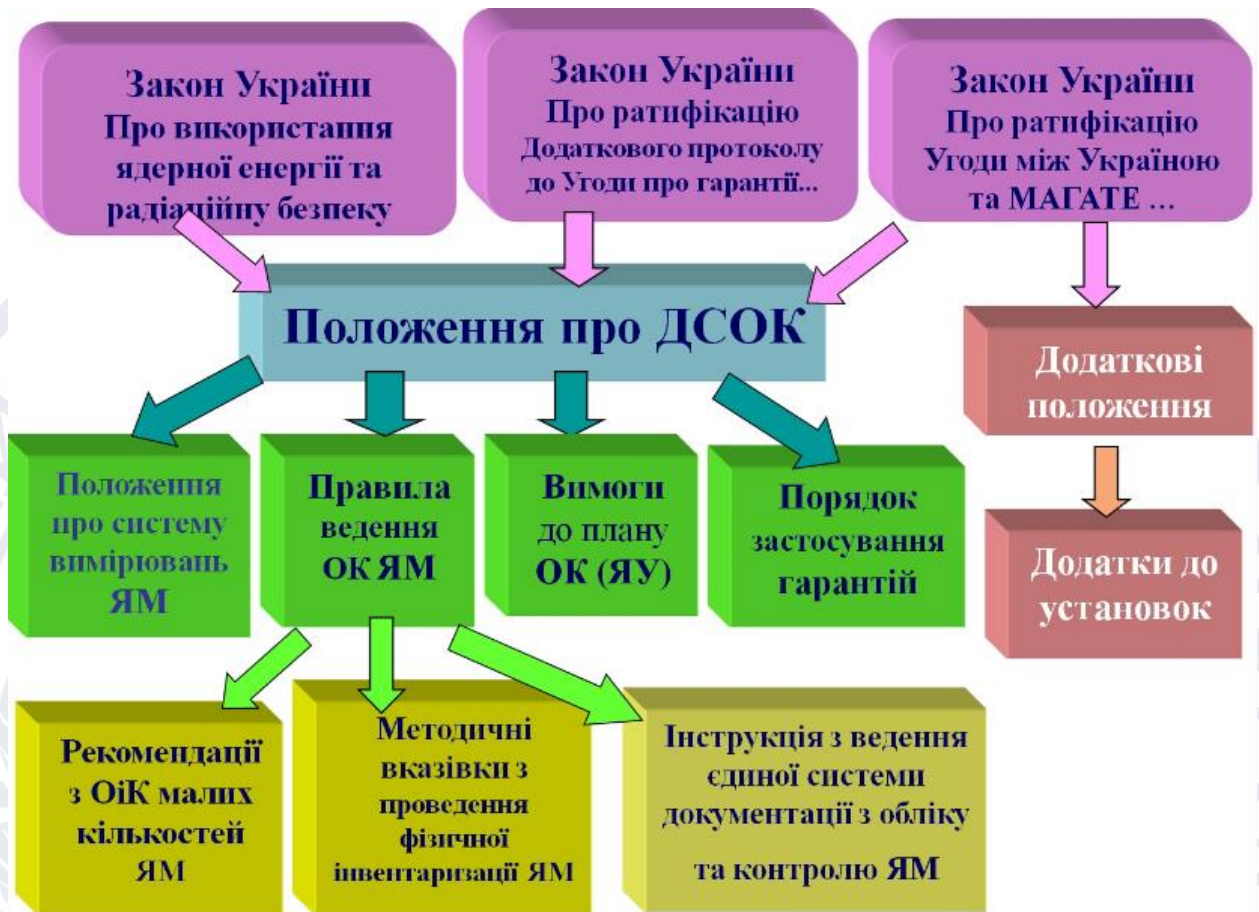 Закон України
Про використання
ядерної енергії та
радіаційну безпеку
Закон України
Про ратифікацію
Додаткового протоколу
до Угоди про гарантії...
Закон України
Про ратифікацію
Угоди між Україною
та МАГАТЕ ...
Положення про ДСОК
Додаткові
положення
Положення
про систему
вимірювань
ЯМ
Правила
ведення
ОК ЯМ
Вимоги
до плану
ОК (ЯУ)
Порядок
застосування
гарантій
Додатки до
установок
Рекомендації
з ОіК малих
кількостей
ЯМ
Методичні
вказівки з
проведення
фізичної
інвентаризації ЯМ
Інструкція з ведення
єдиної системи
документації з обліку
та контролю ЯМ